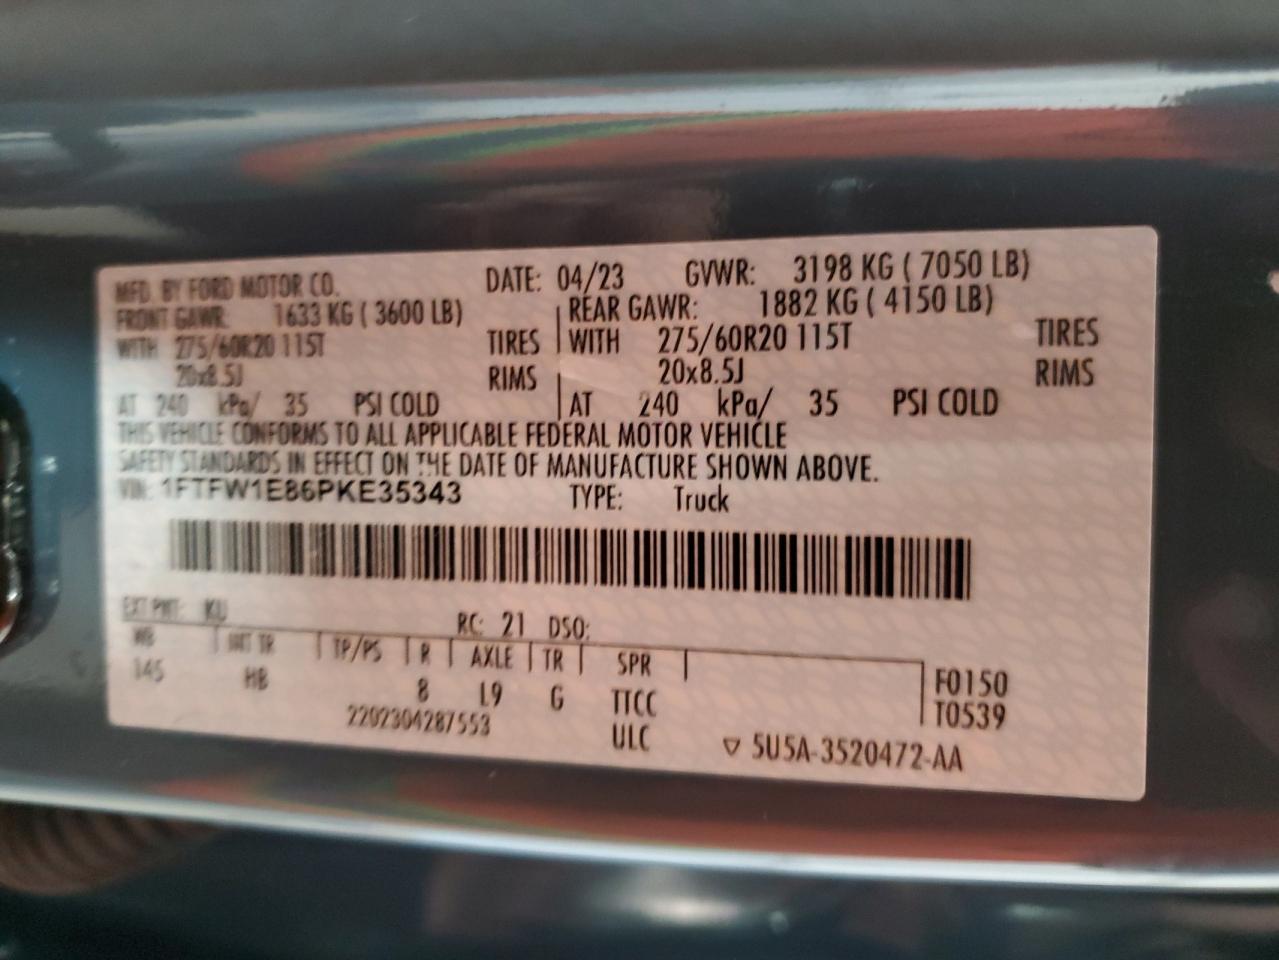 MFD. BY FORD MOTOR CO. DATE: 04/23 GVWR: 3198 KG ( 7050 LB)
FRONT GAWR: 1633 KG ( 3600 LB) REAR GAWR: 1882 KG ( 4150 LB)
WITH 275/60R20 115T TIRES WITH 275/60R20 115T TIRES
20x8.5J RIMS 20x8.5J RIMS
AT 240 kPa/ 35 PSI COLD AT 240 kPa/ 35 PSI COLD
THIS VEHICLE CONFORMS TO ALL APPLICABLE FEDERAL MOTOR VEHICLE
SAFETY STANDARDS IN EFFECT ON THE DATE OF MANUFACTURE SHOWN ABOVE.
VIN: 1FTFW1E86PKE35343 TYPE: Truck
EXT PNT: KU RC: 21 DSO:
WB INT TR TP/PS R AXLE TR SPR
145 HB 8 L9 G TTCC F0150
2202304287553 ULC T0539
▽ 5U5A-3520472-AA